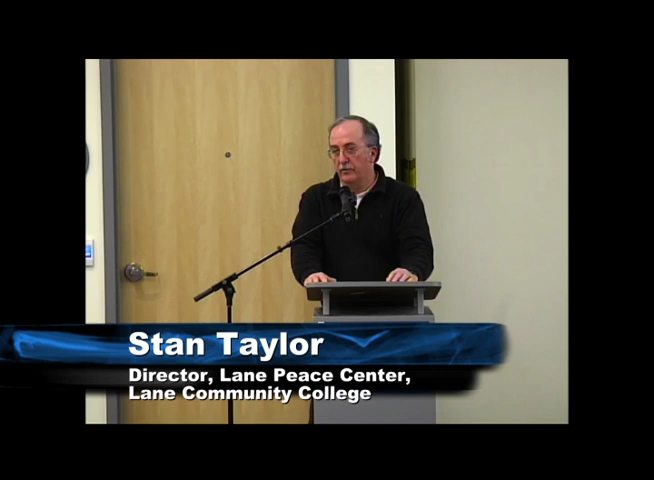 Stan Taylor
Director, Lane Peace Center,
Lane Community College